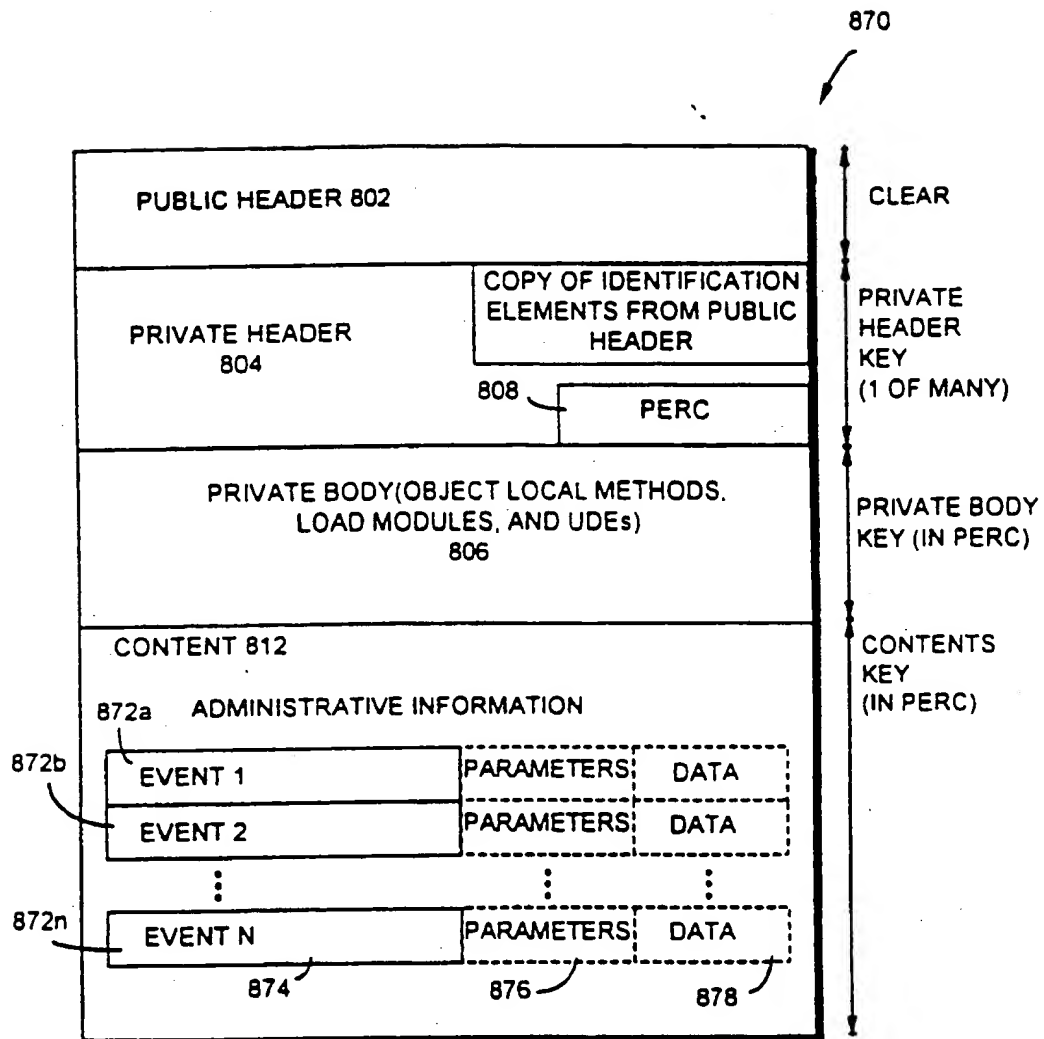 870
PUBLIC HEADER 802
CLEAR
COPY OF IDENTIFICATION
ELEMENTS FROM PUBLIC
HEADER
PRIVATE HEADER
804
808
PERC
PRIVATE
HEADER
KEY
(1 OF MANY)
PRIVATE BODY(OBJECT LOCAL METHODS,
LOAD MODULES, AND UDEs)
806
PRIVATE BODY
KEY (IN PERC)
CONTENT 812
CONTENTS
KEY
(IN PERC)
ADMINISTRATIVE INFORMATION
872a
872b
EVENT 1 PARAMETERS DATA
EVENT 2 PARAMETERS DATA
872n
EVENT N PARAMETERS DATA
874 876 878